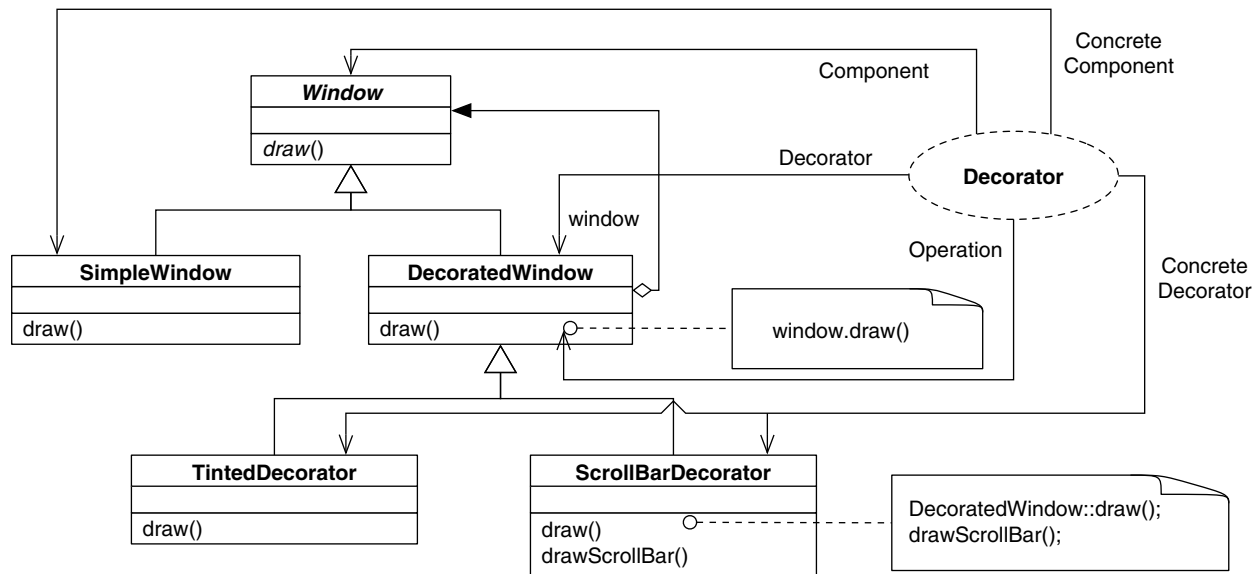 Concrete
Component
Component
Window
draw()
Decorator
Decorator
window
Operation
Concrete
Decorator
SimpleWindow
draw()
DecoratedWindow
draw()
window.draw()
TintedDecorator
draw()
ScrollBarDecorator
draw()
drawScrollBar()
DecoratedWindow::draw();
drawScrollBar();